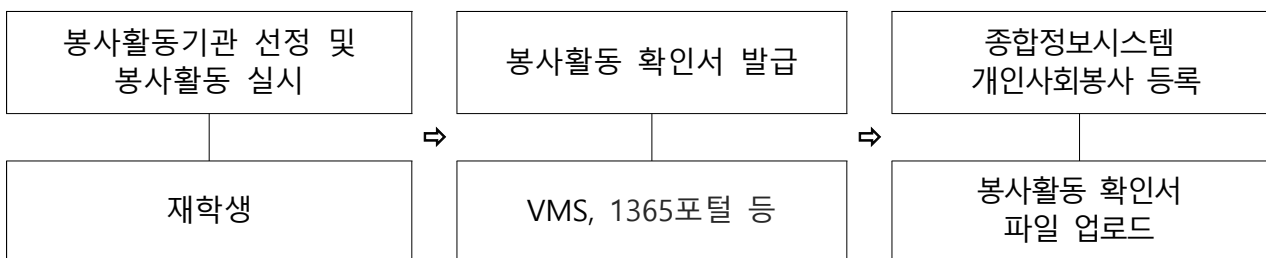 봉사활동기관 선정 및
봉사활동 실시
재학생
⇨
봉사활동 확인서 발급
VMS, 1365포털 등
⇨
종합정보시스템
개인사회봉사 등록
봉사활동 확인서
파일 업로드